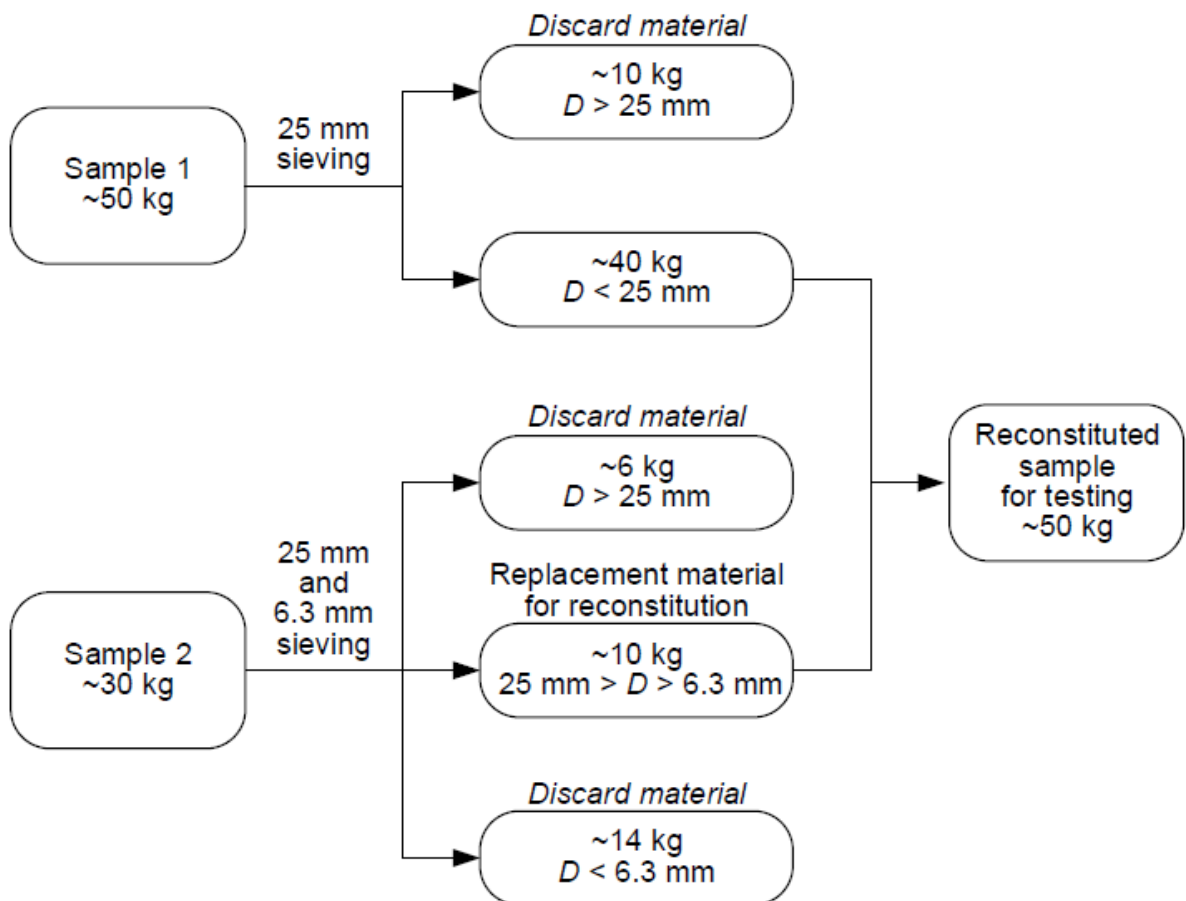 Discard material
~10 kg
D > 25 mm
25 mm
sieving
Sample 1
~50 kg
~40 kg
D < 25 mm
Discard material
~6 kg
D > 25 mm
Reconstituted
sample
for testing
~50 kg
25 mm
and
6.3 mm
sieving
Replacement material
for reconstitution
Sample 2
~30 kg
~10 kg
25 mm > D > 6.3 mm
Discard material
~14 kg
D < 6.3 mm